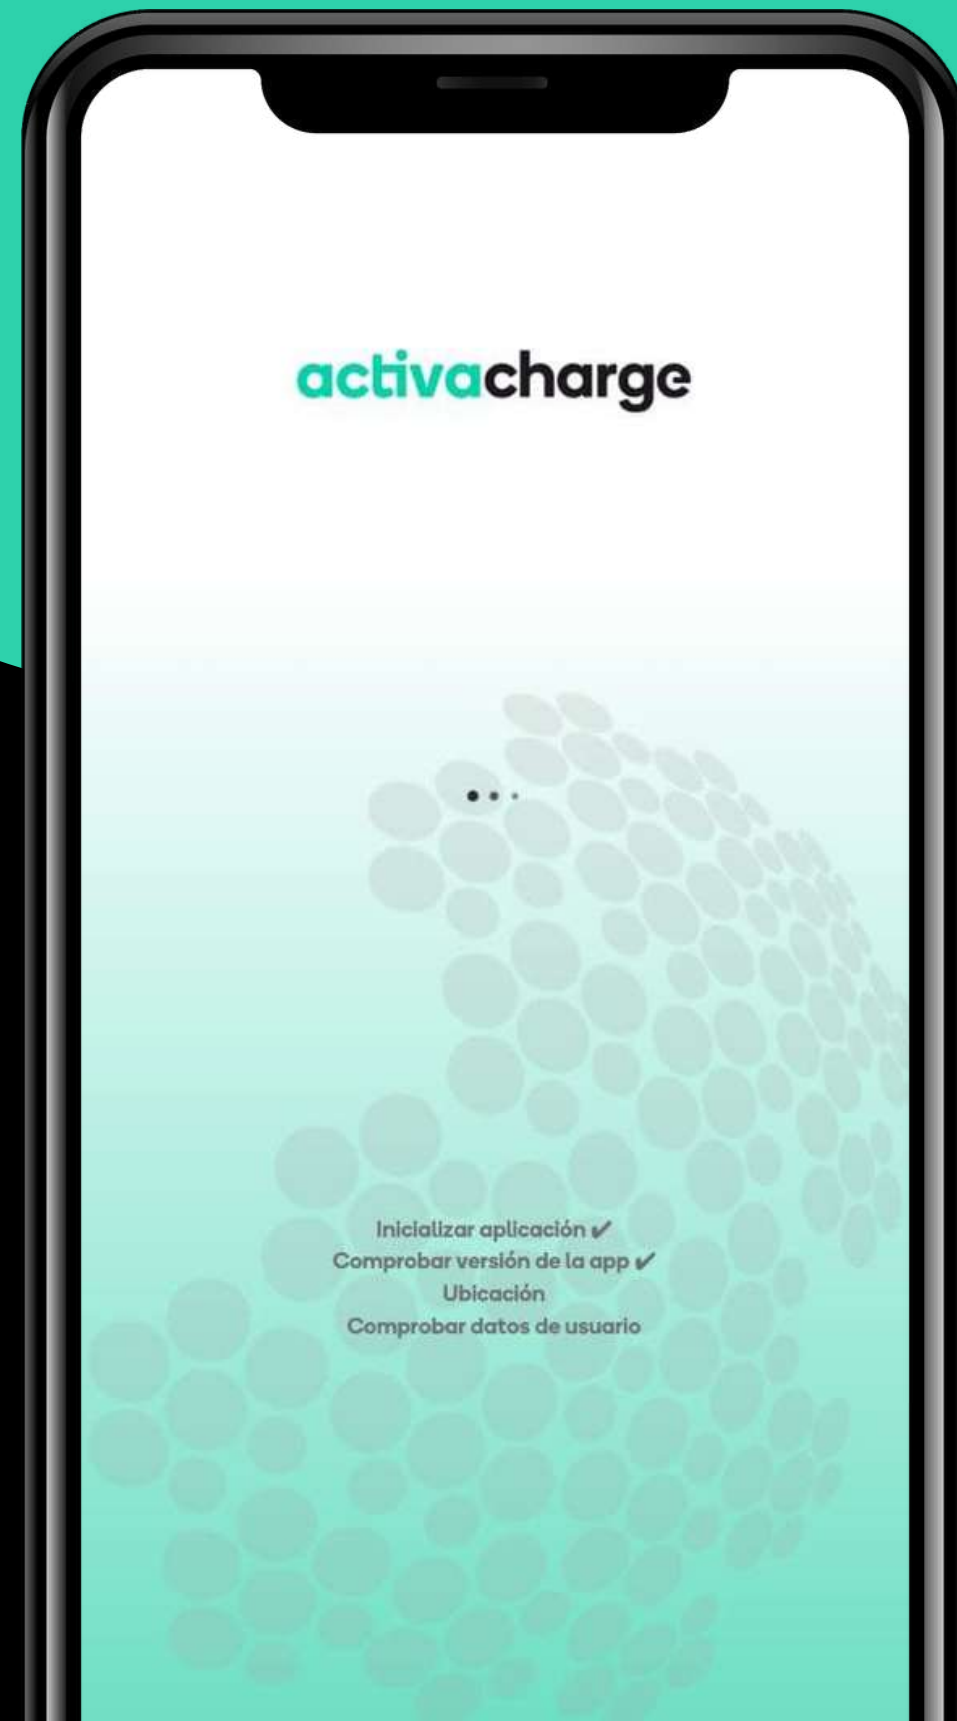 activacharge
Inicializar aplicación ✔
Comprobar versión de la app ✔
Ubicación
Comprobar datos de usuario